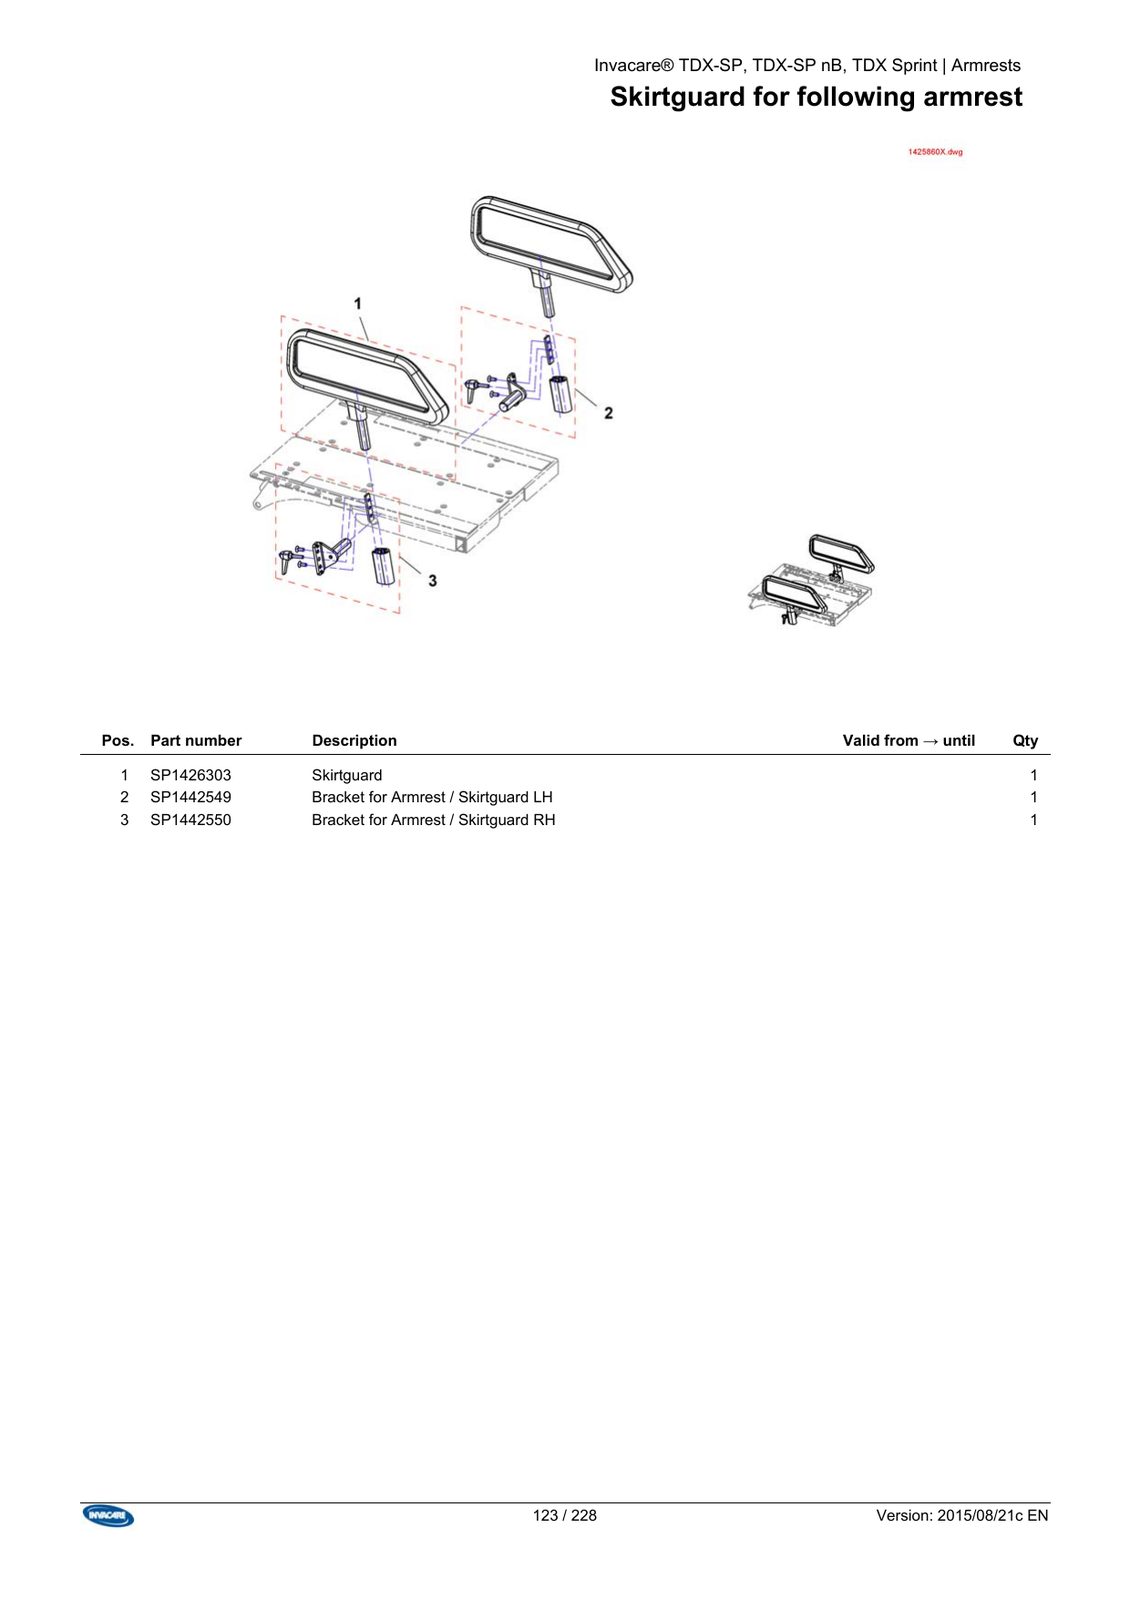 Invacare® TDX-SP, TDX-SP nB, TDX Sprint | Armrests
Skirtguard for following armrest
1425860X.dwg
1
2
3
Pos. Part number Description Valid from → until Qty
1 SP1426303 Skirtguard 1
2 SP1442549 Bracket for Armrest / Skirtguard LH 1
3 SP1442550 Bracket for Armrest / Skirtguard RH 1
INVACARE 123 / 228 Version: 2015/08/21c EN